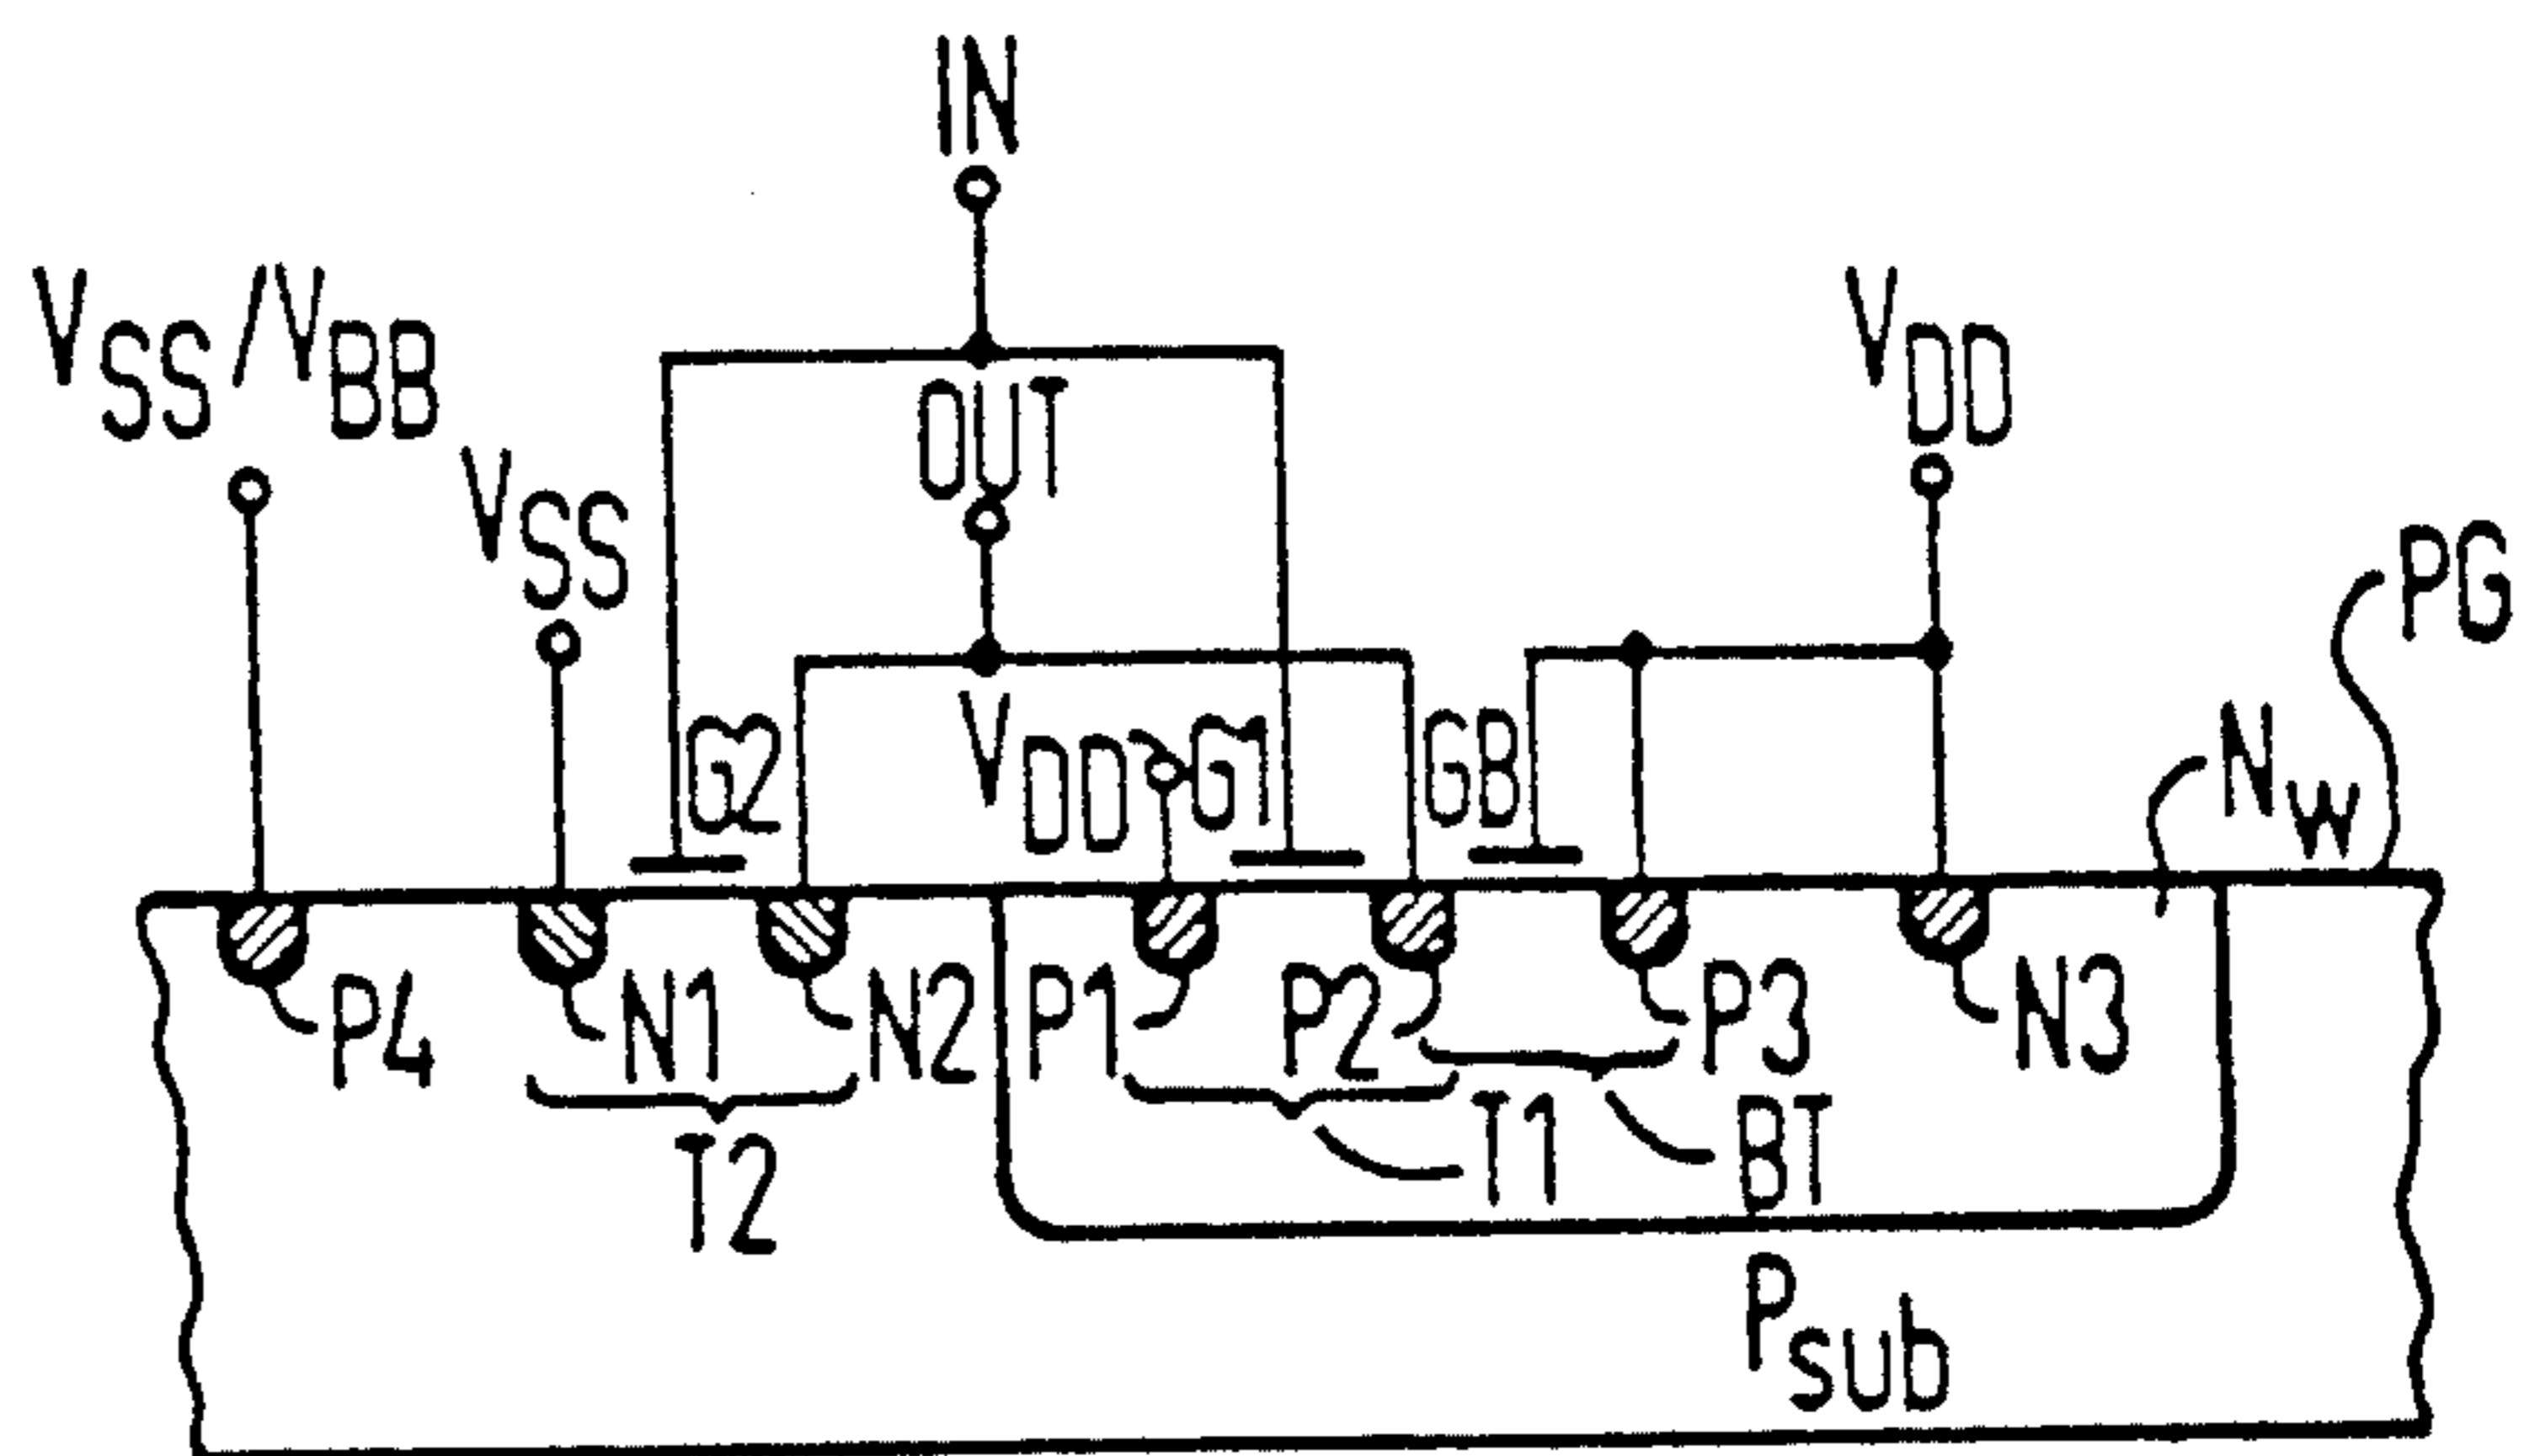 IN
VSS/VBB
VDD
OUT
VSS
PG
G2
VDD
G1
GB
NW
P4
N1
N2
P1
P2
P3
N3
T2
T1
BT
Psub